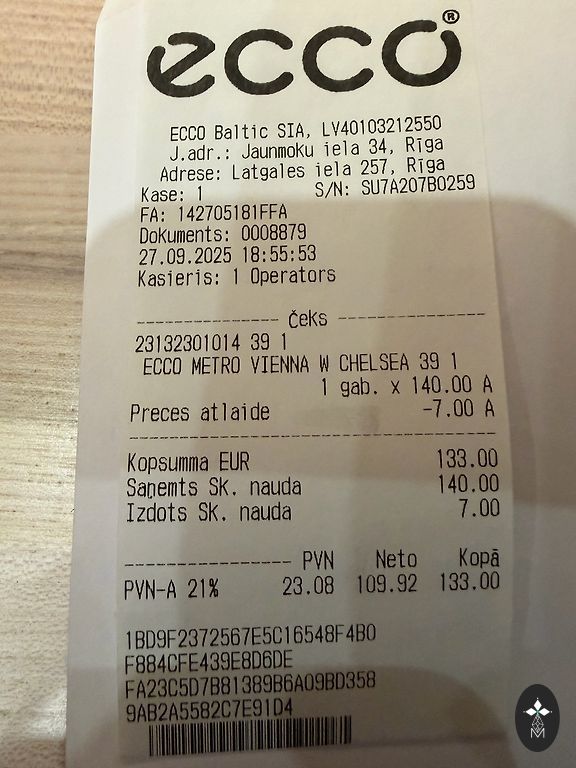 ecco®
ECCO Baltic SIA, LV40103212550
J.adr.: Jaunmoku iela 34, Rīga
Adrese: Latgales iela 257, Rīga
Kase: 1 S/N: SU7A207B0259
FA: 142705181FFA
Dokuments: 0008879
27.09.2025 18:55:53
Kasieris: 1 Operators
---------------- Čeks ----------------
23132301014 39 1
ECCO METRO VIENNA W CHELSEA 39 1
1 gab. x 140.00 A
Preces atlaide -7.00 A
Kopsumma EUR 133.00
Saņemts Sk. nauda 140.00
Izdots Sk. nauda 7.00
------------------ PVN Neto Kopā
PVN-A 21% 23.08 109.92 133.00
1BD9F2372567E5C16548F4B0
F884CFE439E8D6DE
FA23C5D7B81389B6A09BD358
9AB2A5582C7E91D4
M